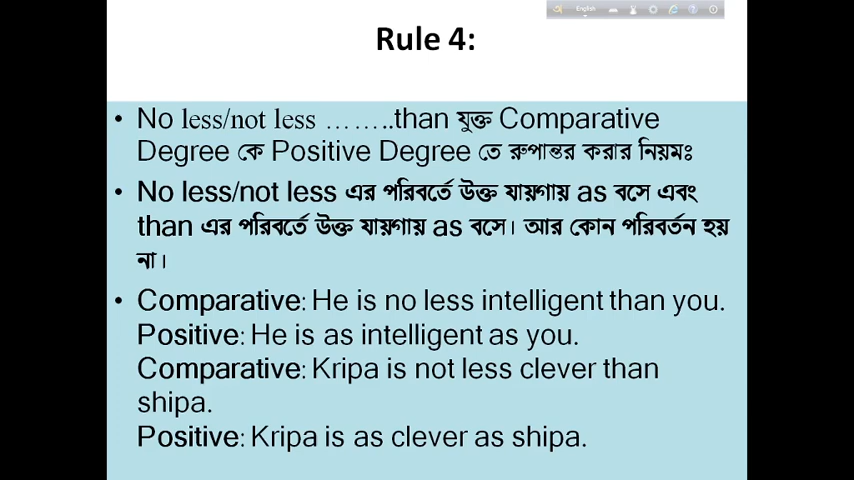 English
Rule 4:
• No less/not less ……..than যুক্ত Comparative
Degree কে Positive Degree তে রুপান্তর করার নিয়মঃ
• No less/not less এর পরিবর্তে উক্ত যায়গায় as বসে এবং
than এর পরিবর্তে উক্ত যায়গায় as বসে। আর কোন পরিবর্তন হয়
না।
• Comparative: He is no less intelligent than you.
Positive: He is as intelligent as you.
Comparative: Kripa is not less clever than
shipa.
Positive: Kripa is as clever as shipa.